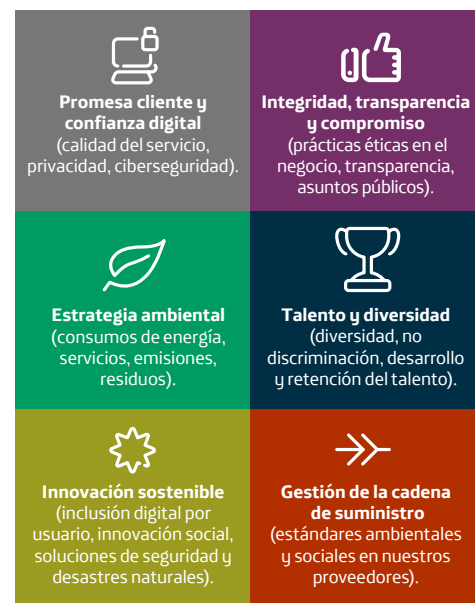 Promesa cliente y
confianza digital
(calidad del servicio,
privacidad, ciberseguridad).
Integridad, transparencia
y compromiso
(prácticas éticas en el
negocio, transparencia,
asuntos públicos).
Estrategia ambiental
(consumos de energía,
servicios, emisiones,
residuos).
Talento y diversidad
(diversidad, no
discriminación, desarrollo
y retención del talento).
Innovación sostenible
(inclusión digital por
usuario, innovación social,
soluciones de seguridad y
desastres naturales).
Gestión de la cadena
de suministro
(estándares ambientales
y sociales en nuestros
proveedores).